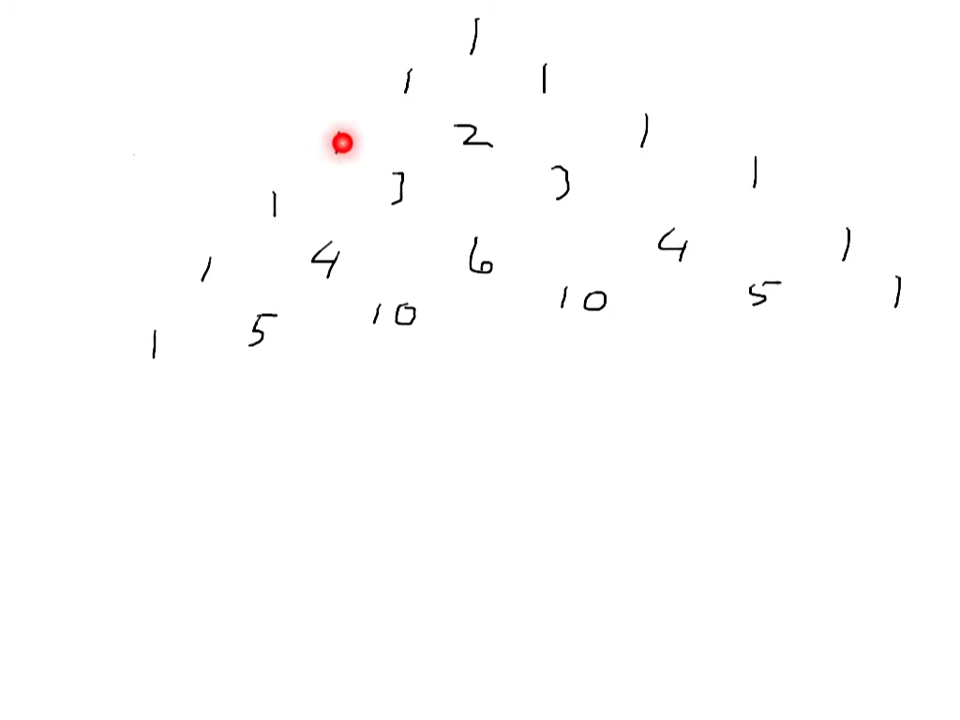 1
1 1
2 1
1 3 3 1
1 4 6 4 1
1 5 10 10 5 1